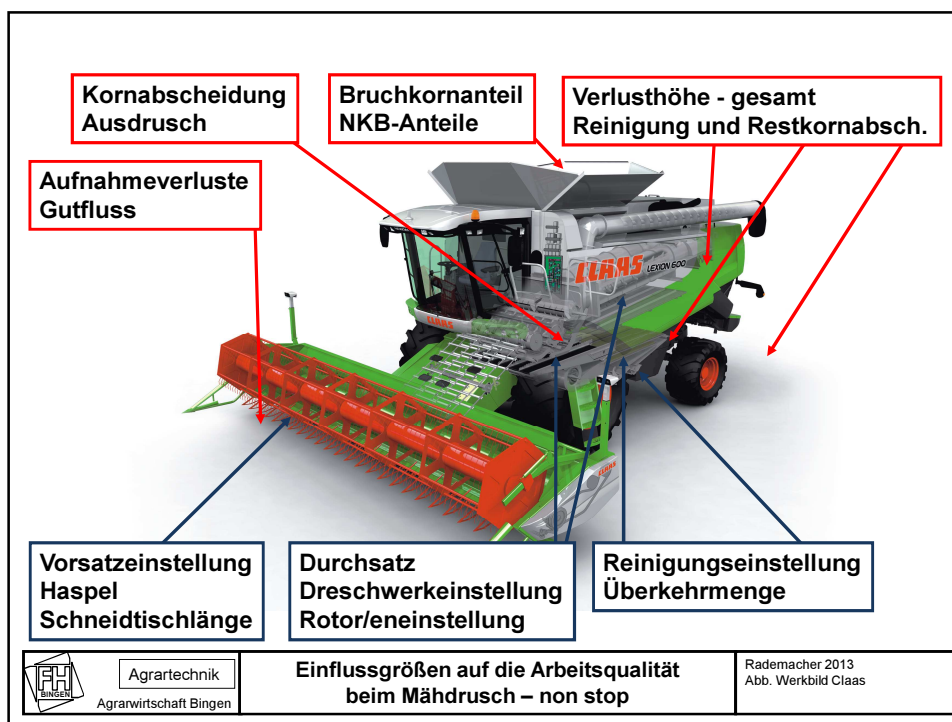 Kornabscheidung
Ausdrusch
Bruchkornanteil
NKB-Anteile
Verlusthöhe - gesamt
Reinigung und Restkornabsch.
Aufnahmeverluste
Gutfluss
CLAAS
LEXION 600
CLAAS
CLAAS
Vorsatzeinstellung
Haspel
Schneidtischlänge
Durchsatz
Dreschwerkeinstellung
Rotor/eneinstellung
Reinigungseinstellung
Überkehrmenge
FH
BINGEN
Agrartechnik
Agrarwirtschaft Bingen
Einflussgrößen auf die Arbeitsqualität
beim Mähdrusch – non stop
Rademacher 2013
Abb. Werkbild Claas